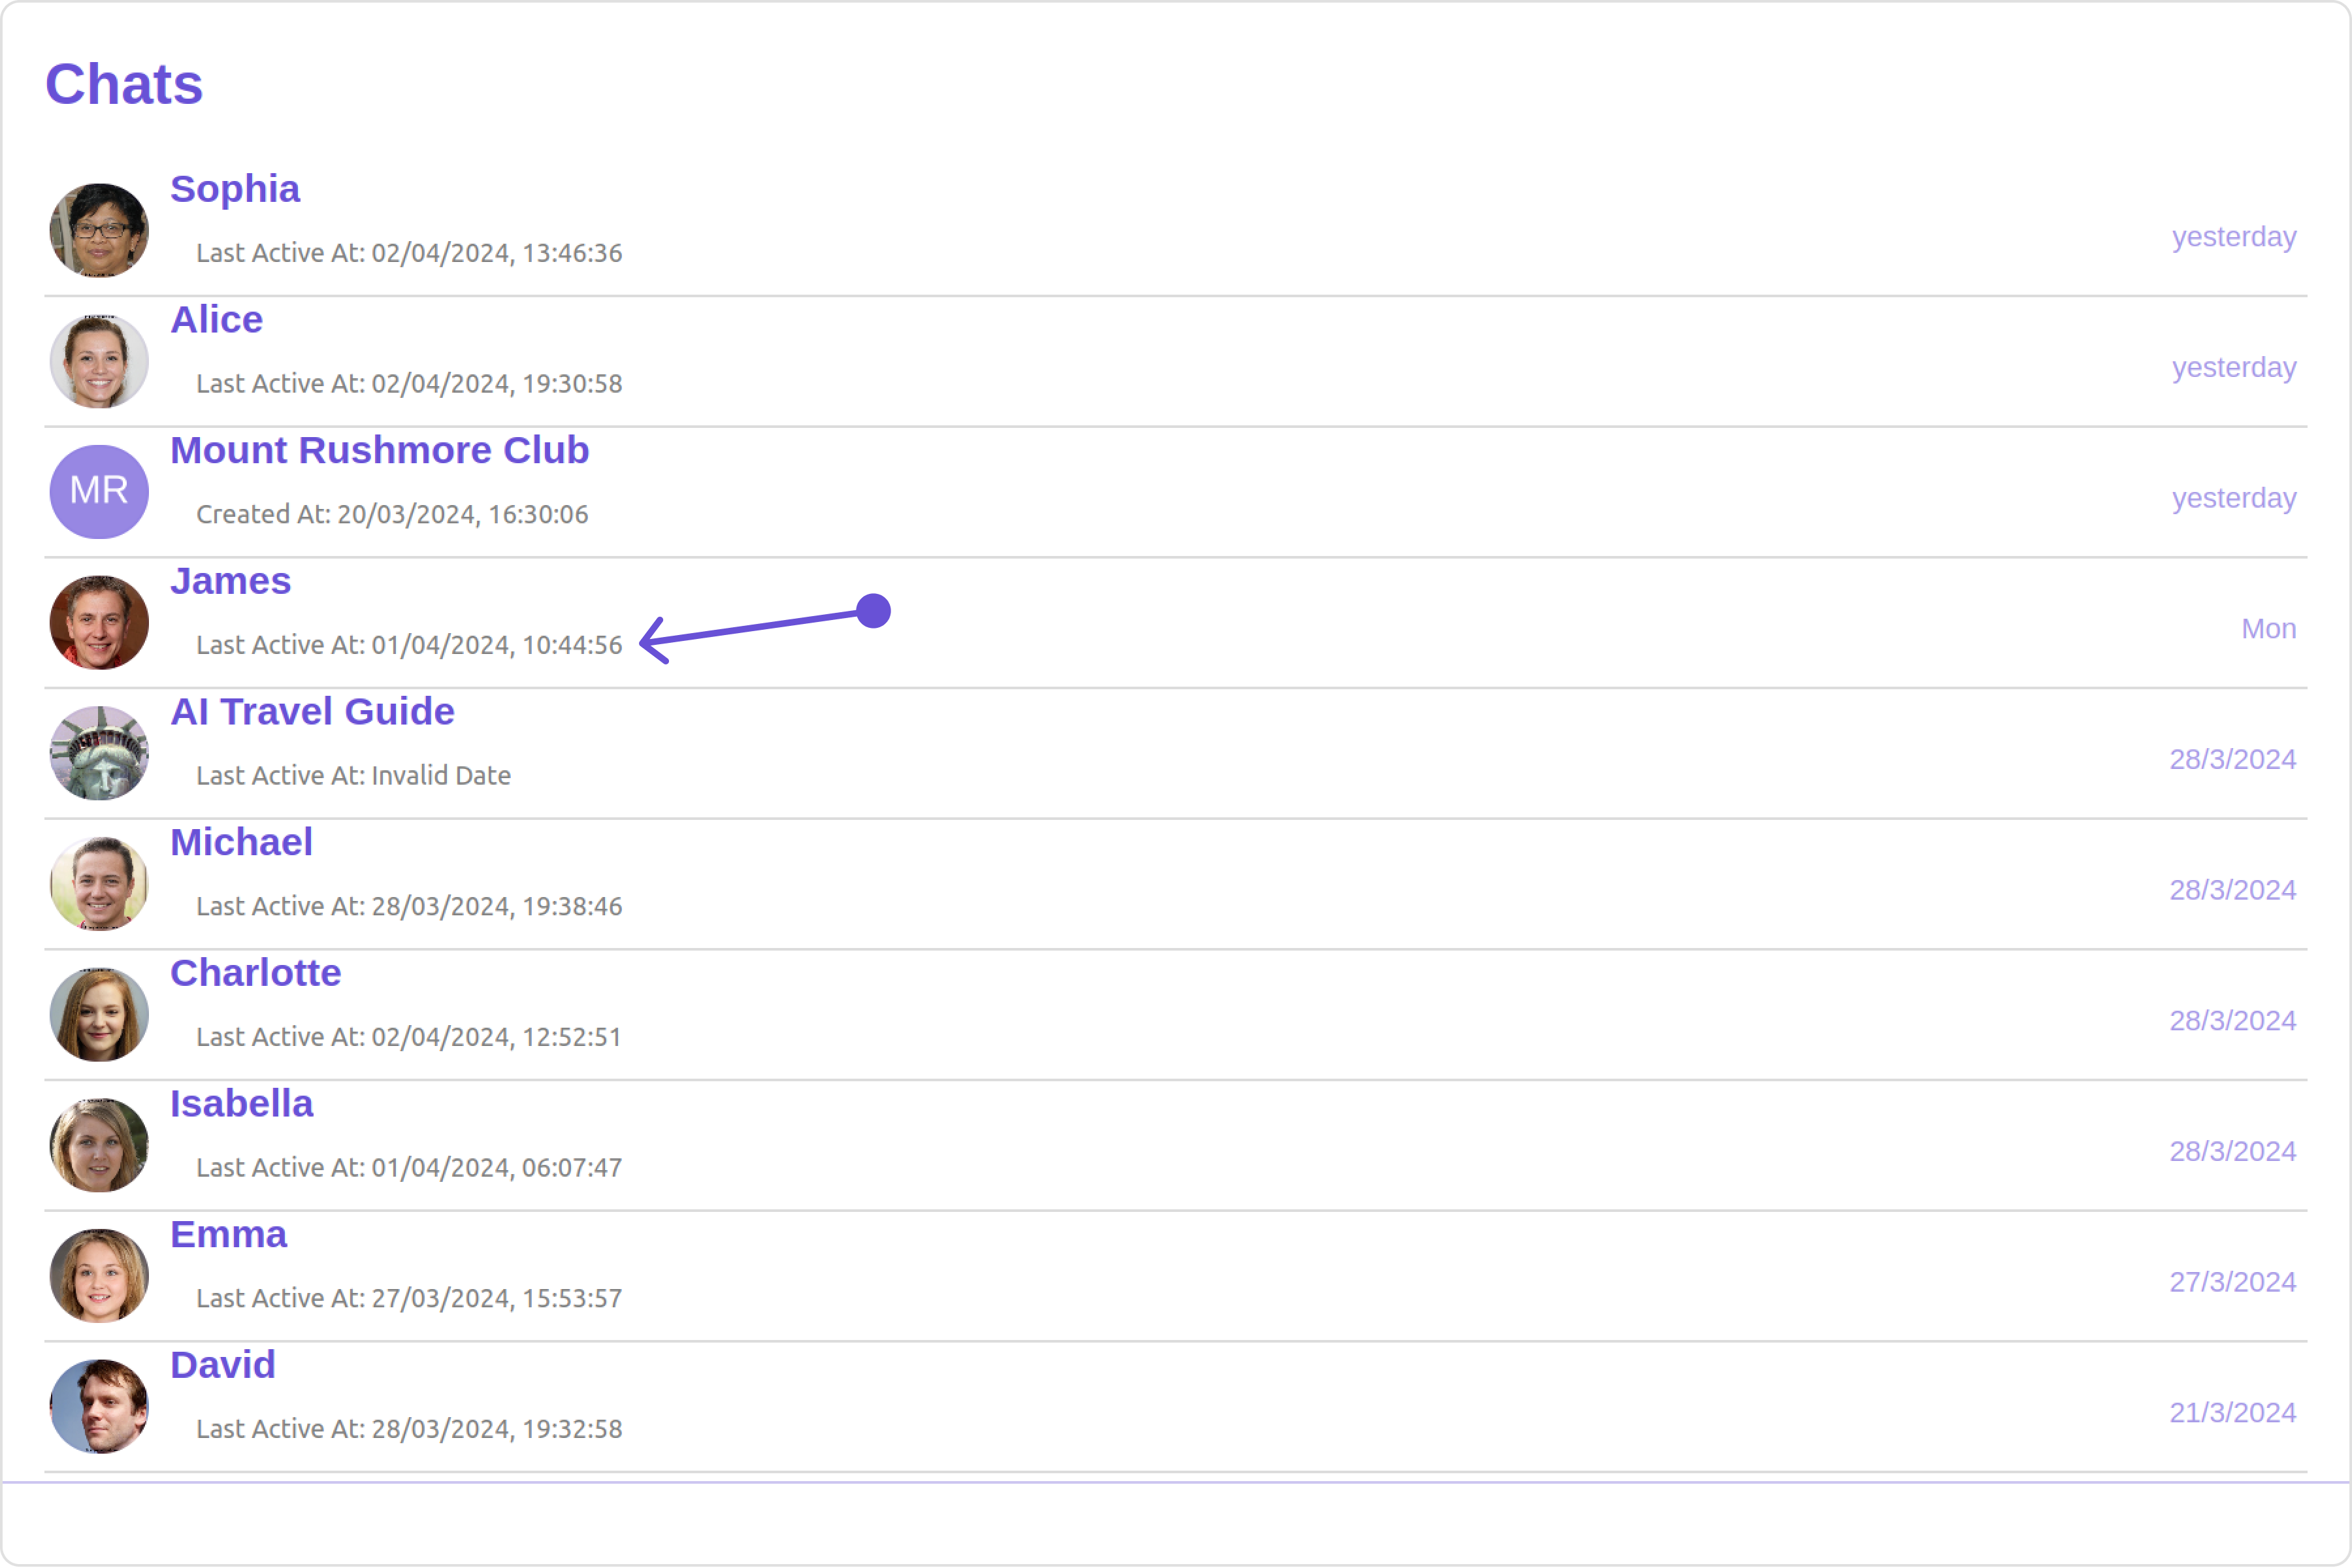 Chats
Sophia
Last Active At: 02/04/2024, 13:46:36
yesterday
Alice
Last Active At: 02/04/2024, 19:30:58
yesterday
MR
Mount Rushmore Club
Created At: 20/03/2024, 16:30:06
yesterday
James
Last Active At: 01/04/2024, 10:44:56
Mon
AI Travel Guide
Last Active At: Invalid Date
28/3/2024
Michael
Last Active At: 28/03/2024, 19:38:46
28/3/2024
Charlotte
Last Active At: 02/04/2024, 12:52:51
28/3/2024
Isabella
Last Active At: 01/04/2024, 06:07:47
28/3/2024
Emma
Last Active At: 27/03/2024, 15:53:57
27/3/2024
David
Last Active At: 28/03/2024, 19:32:58
21/3/2024